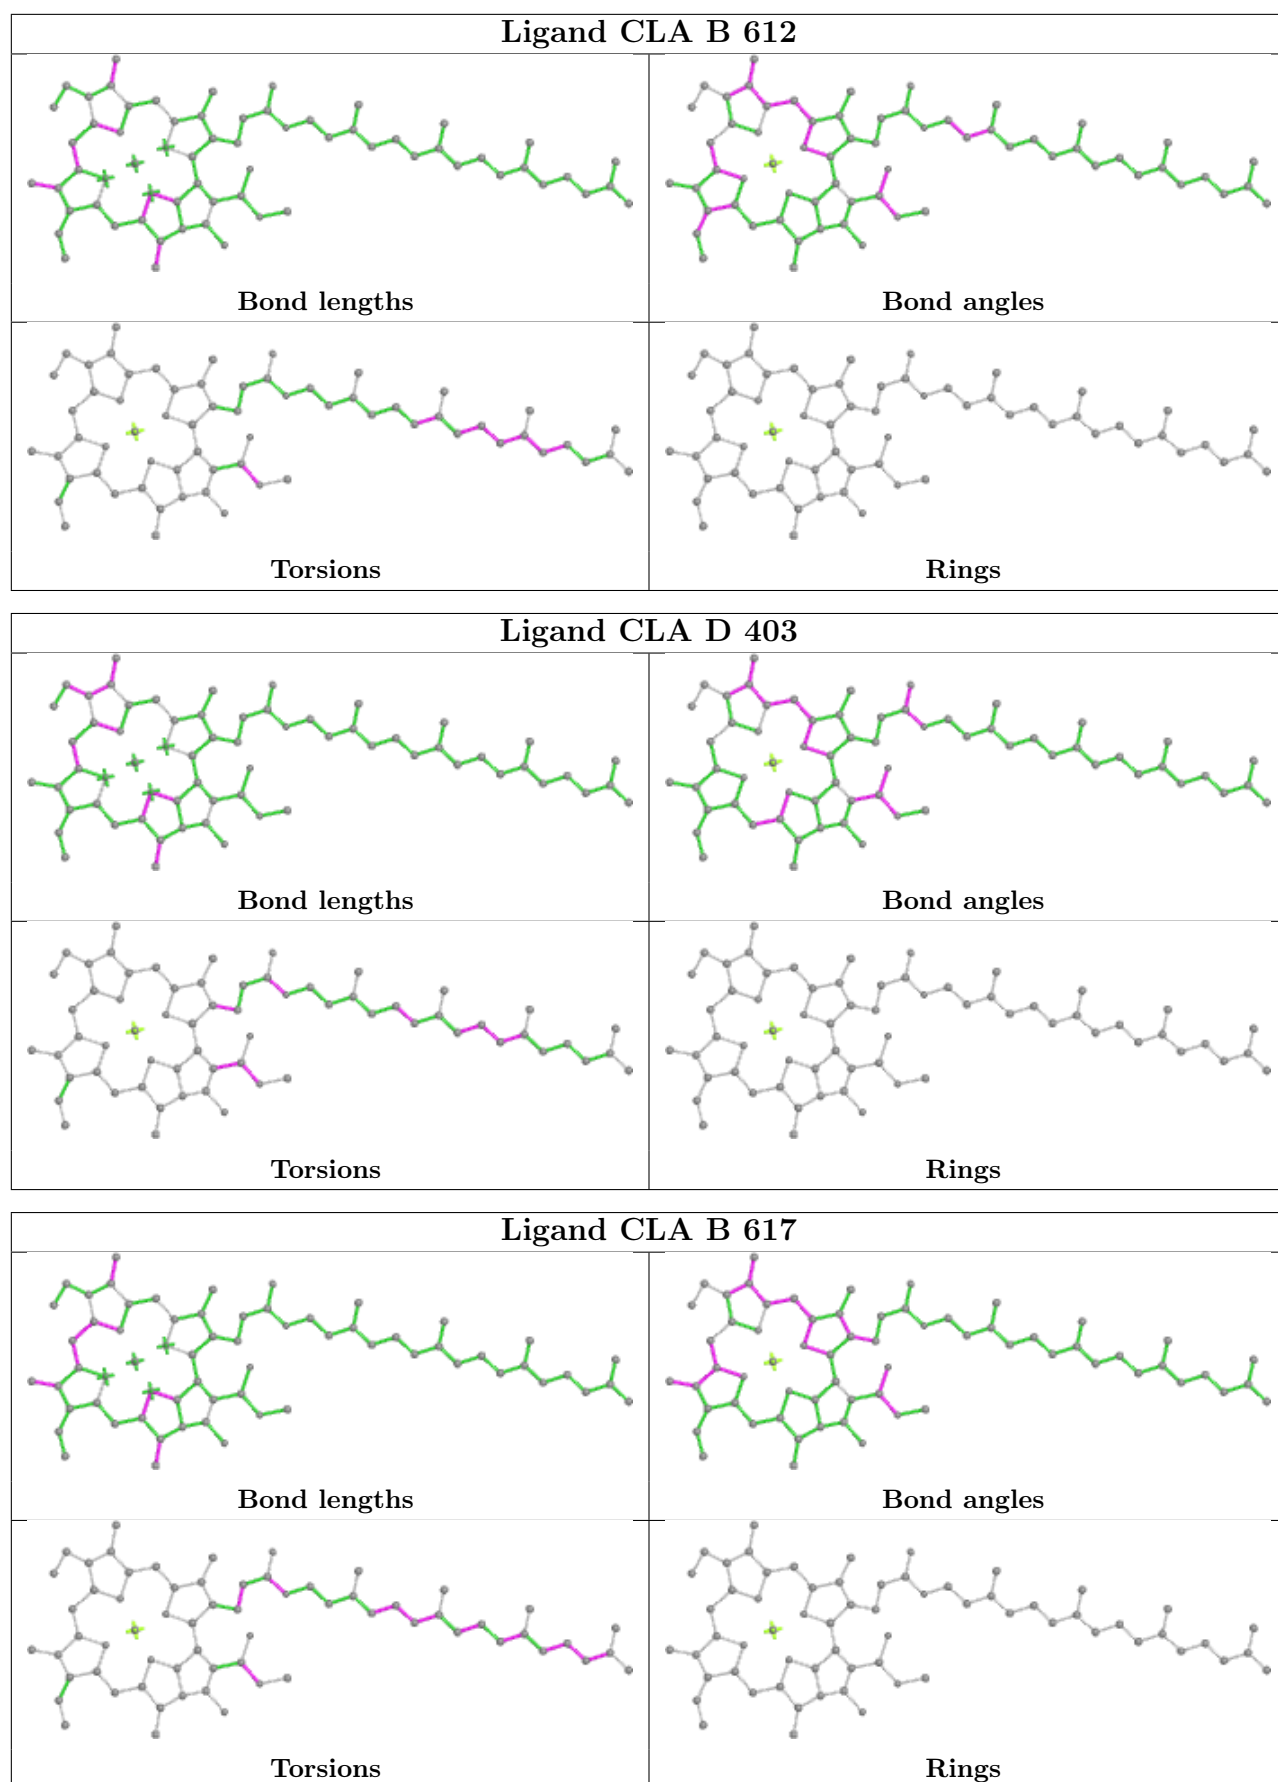 Ligand CLA B 612
Bond lengths
Bond angles
Torsions
Rings
Ligand CLA D 403
Bond lengths
Bond angles
Torsions
Rings
Ligand CLA B 617
Bond lengths
Bond angles
Torsions
Rings